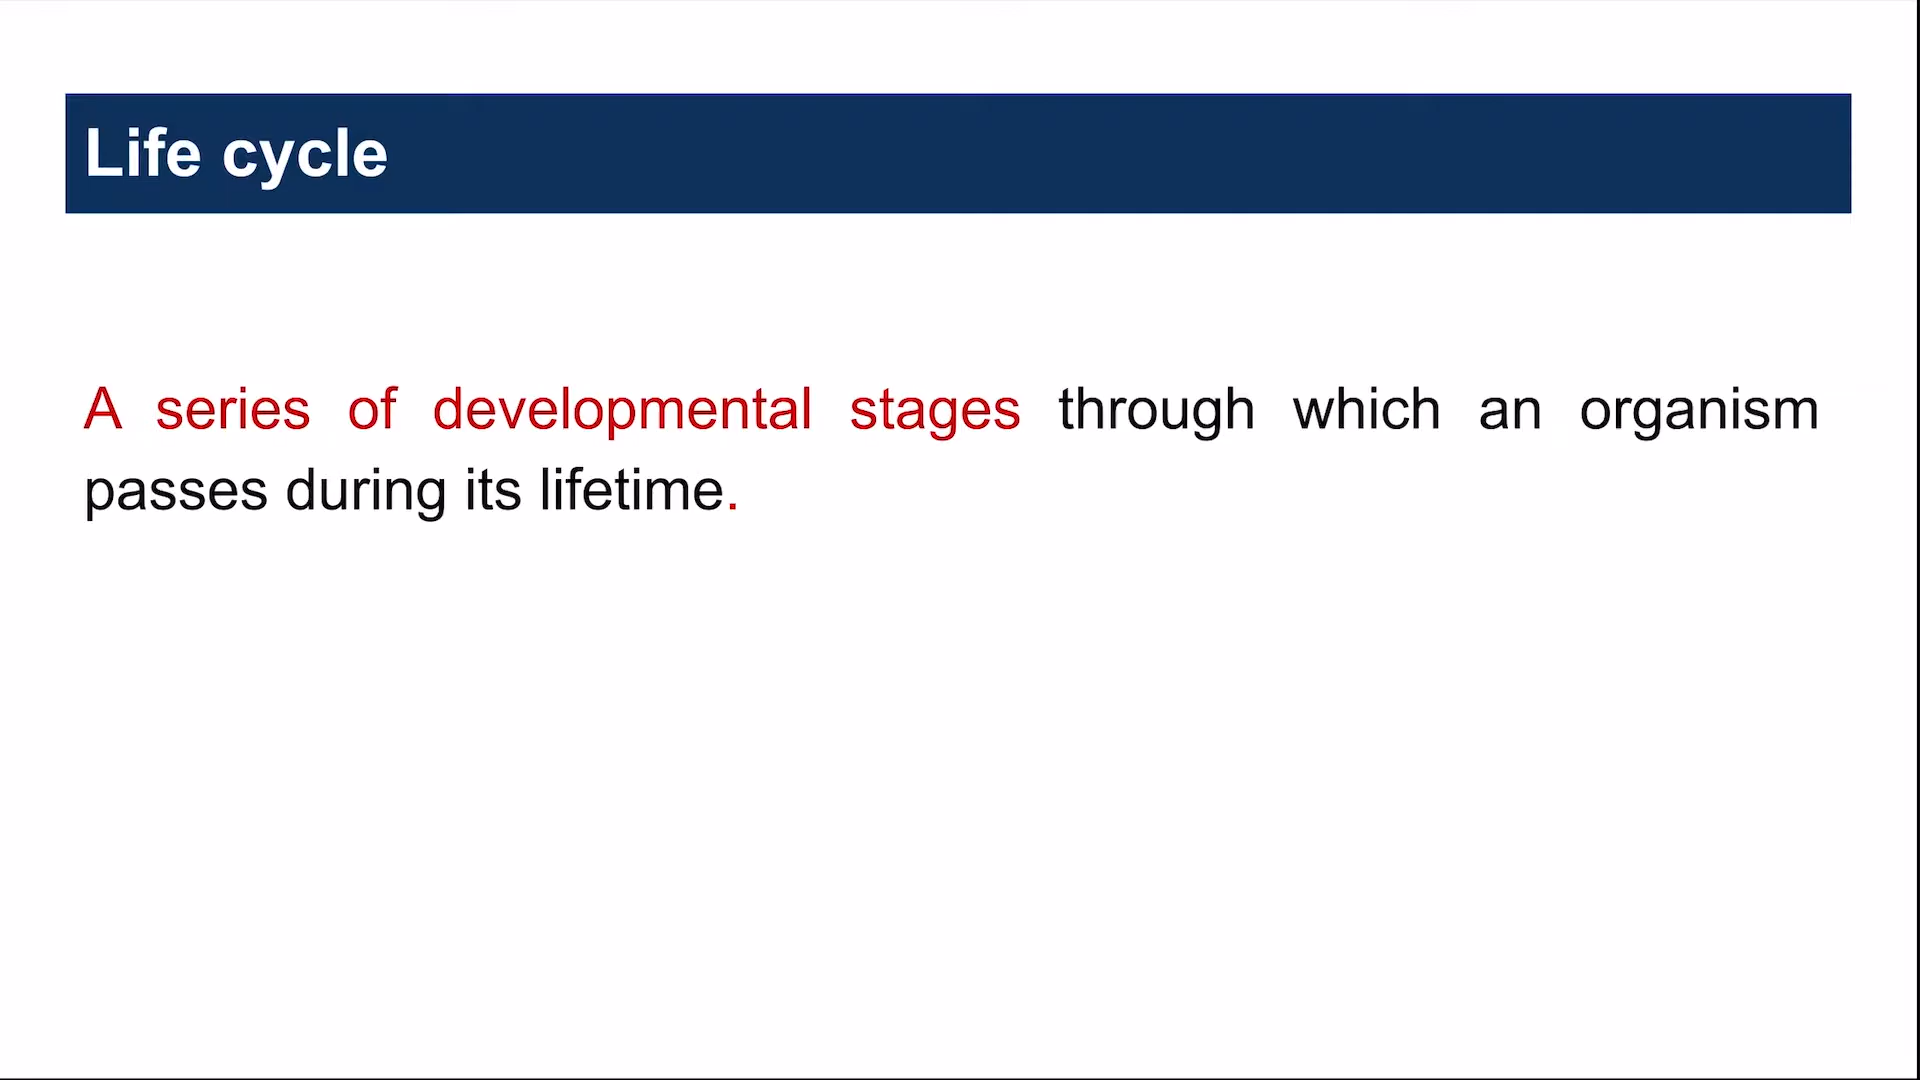 Life cycle
A series of developmental stages through which an organism
passes during its lifetime.